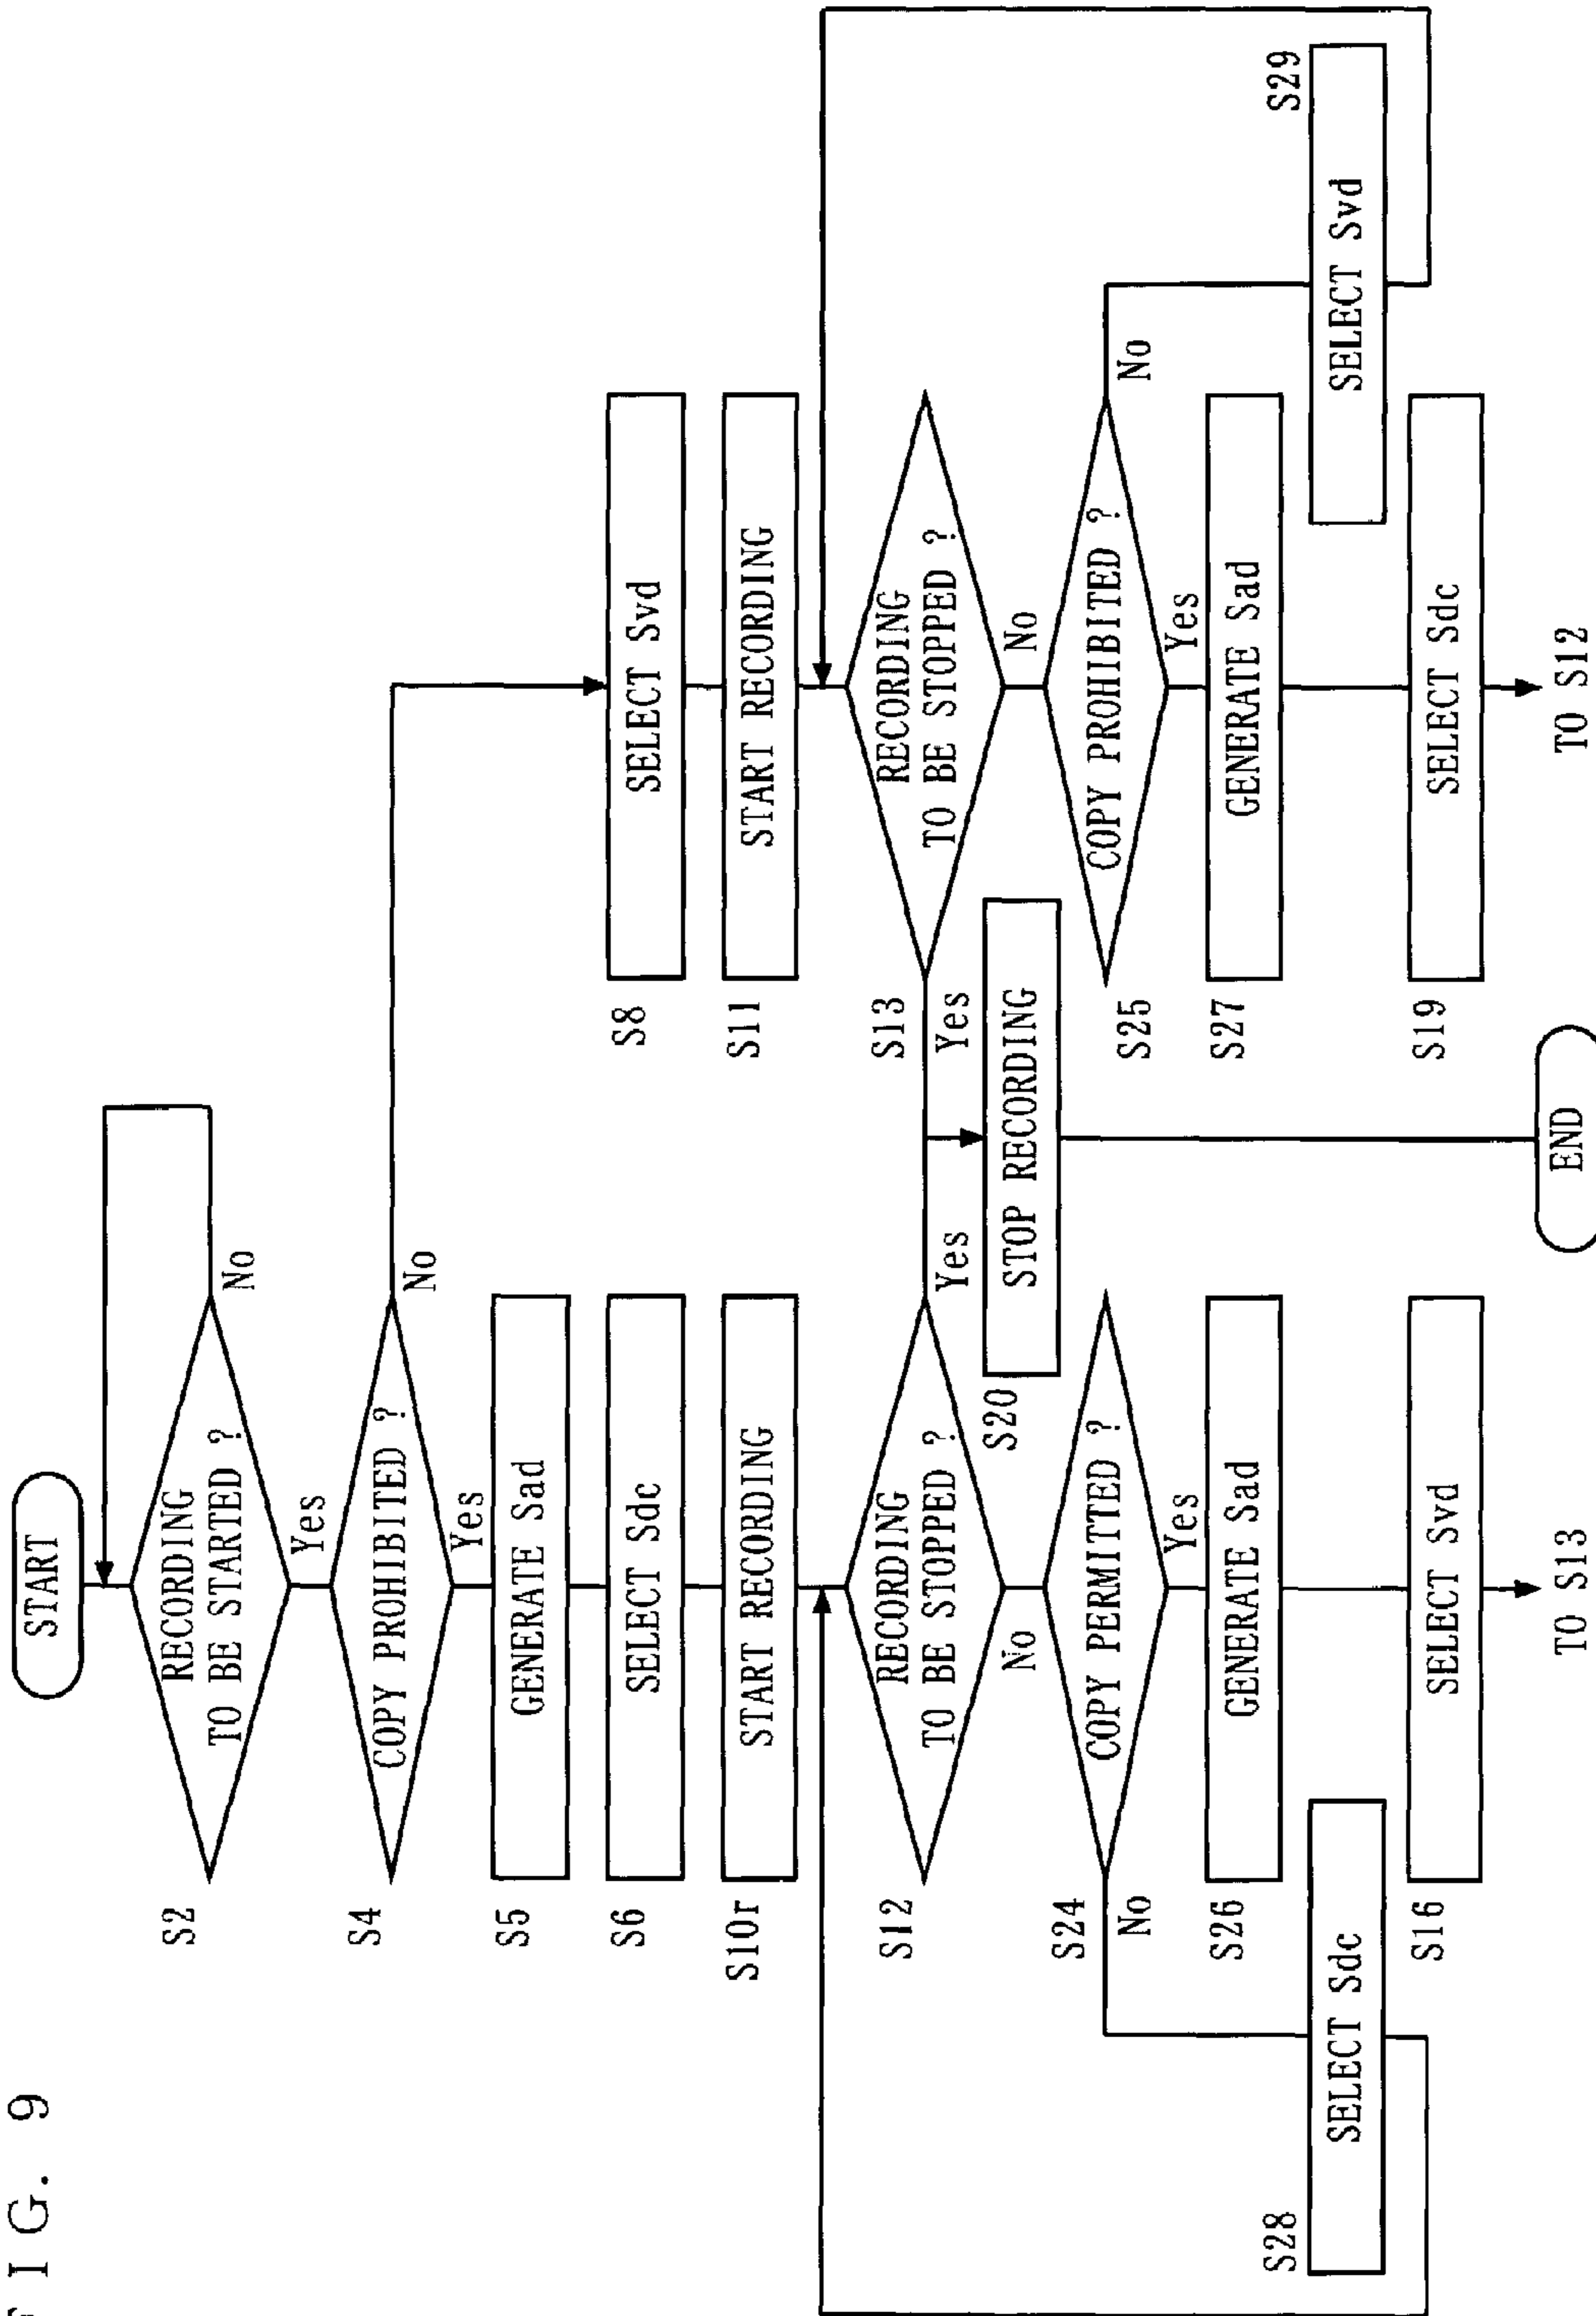 FIG. 9
START
S2
RECORDING
TO BE STARTED ?
No
Yes
S4
COPY PROHIBITED ?
No
Yes
S5
GENERATE Sad
S6
SELECT Sdc
S8
SELECT Svd
S10r
START RECORDING
S11
START RECORDING
S12
RECORDING
TO BE STOPPED ?
Yes
No
S13
RECORDING
TO BE STOPPED ?
Yes
No
S20
STOP RECORDING
S24
COPY PERMITTED ?
No
Yes
S25
COPY PROHIBITED ?
No
Yes
S26
GENERATE Sad
S27
GENERATE Sad
S28
SELECT Sdc
S29
SELECT Svd
S16
SELECT Svd
S19
SELECT Sdc
TO S13
END
TO S12